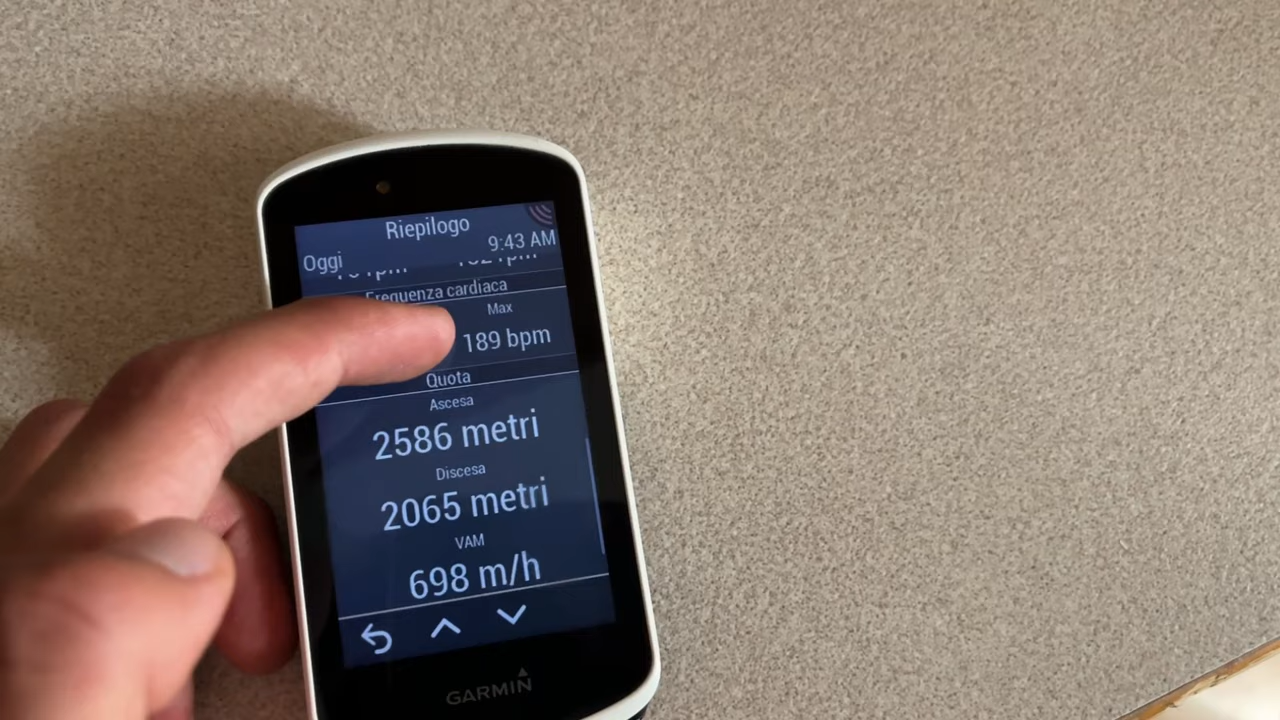 Riepilogo
9:43 AM
Oggi
Frequenza cardiaca
Max
189 bpm
Quota
Ascesa
2586 metri
Discesa
2065 metri
VAM
698 m/h
GARMIN